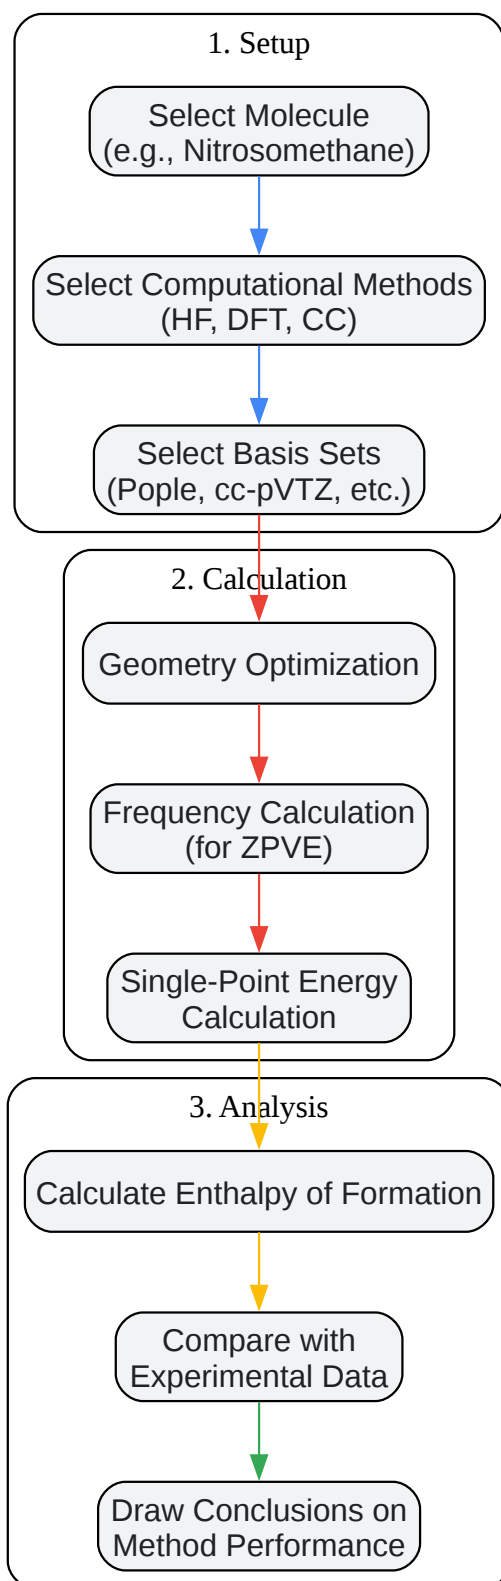 1. Setup
Select Molecule
(e.g., Nitrosomethane)
Select Computational Methods
(HF, DFT, CC)
Select Basis Sets
(Pople, cc-pVTZ, etc.)
2. Calculation
Geometry Optimization
Frequency Calculation
(for ZPVE)
Single-Point Energy
Calculation
3. Analysis
Calculate Enthalpy of Formation
Compare with
Experimental Data
Draw Conclusions on
Method Performance